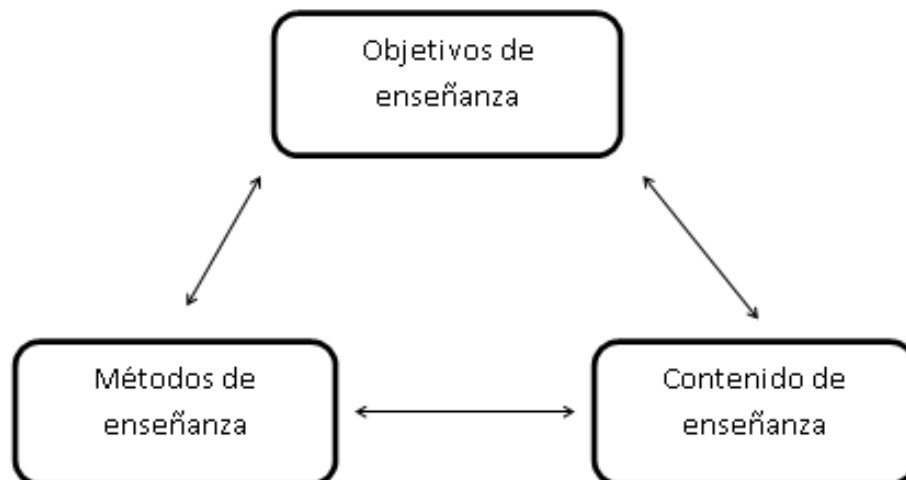 Objetivos de
enseñanza
Métodos de
enseñanza
Contenido de
enseñanza